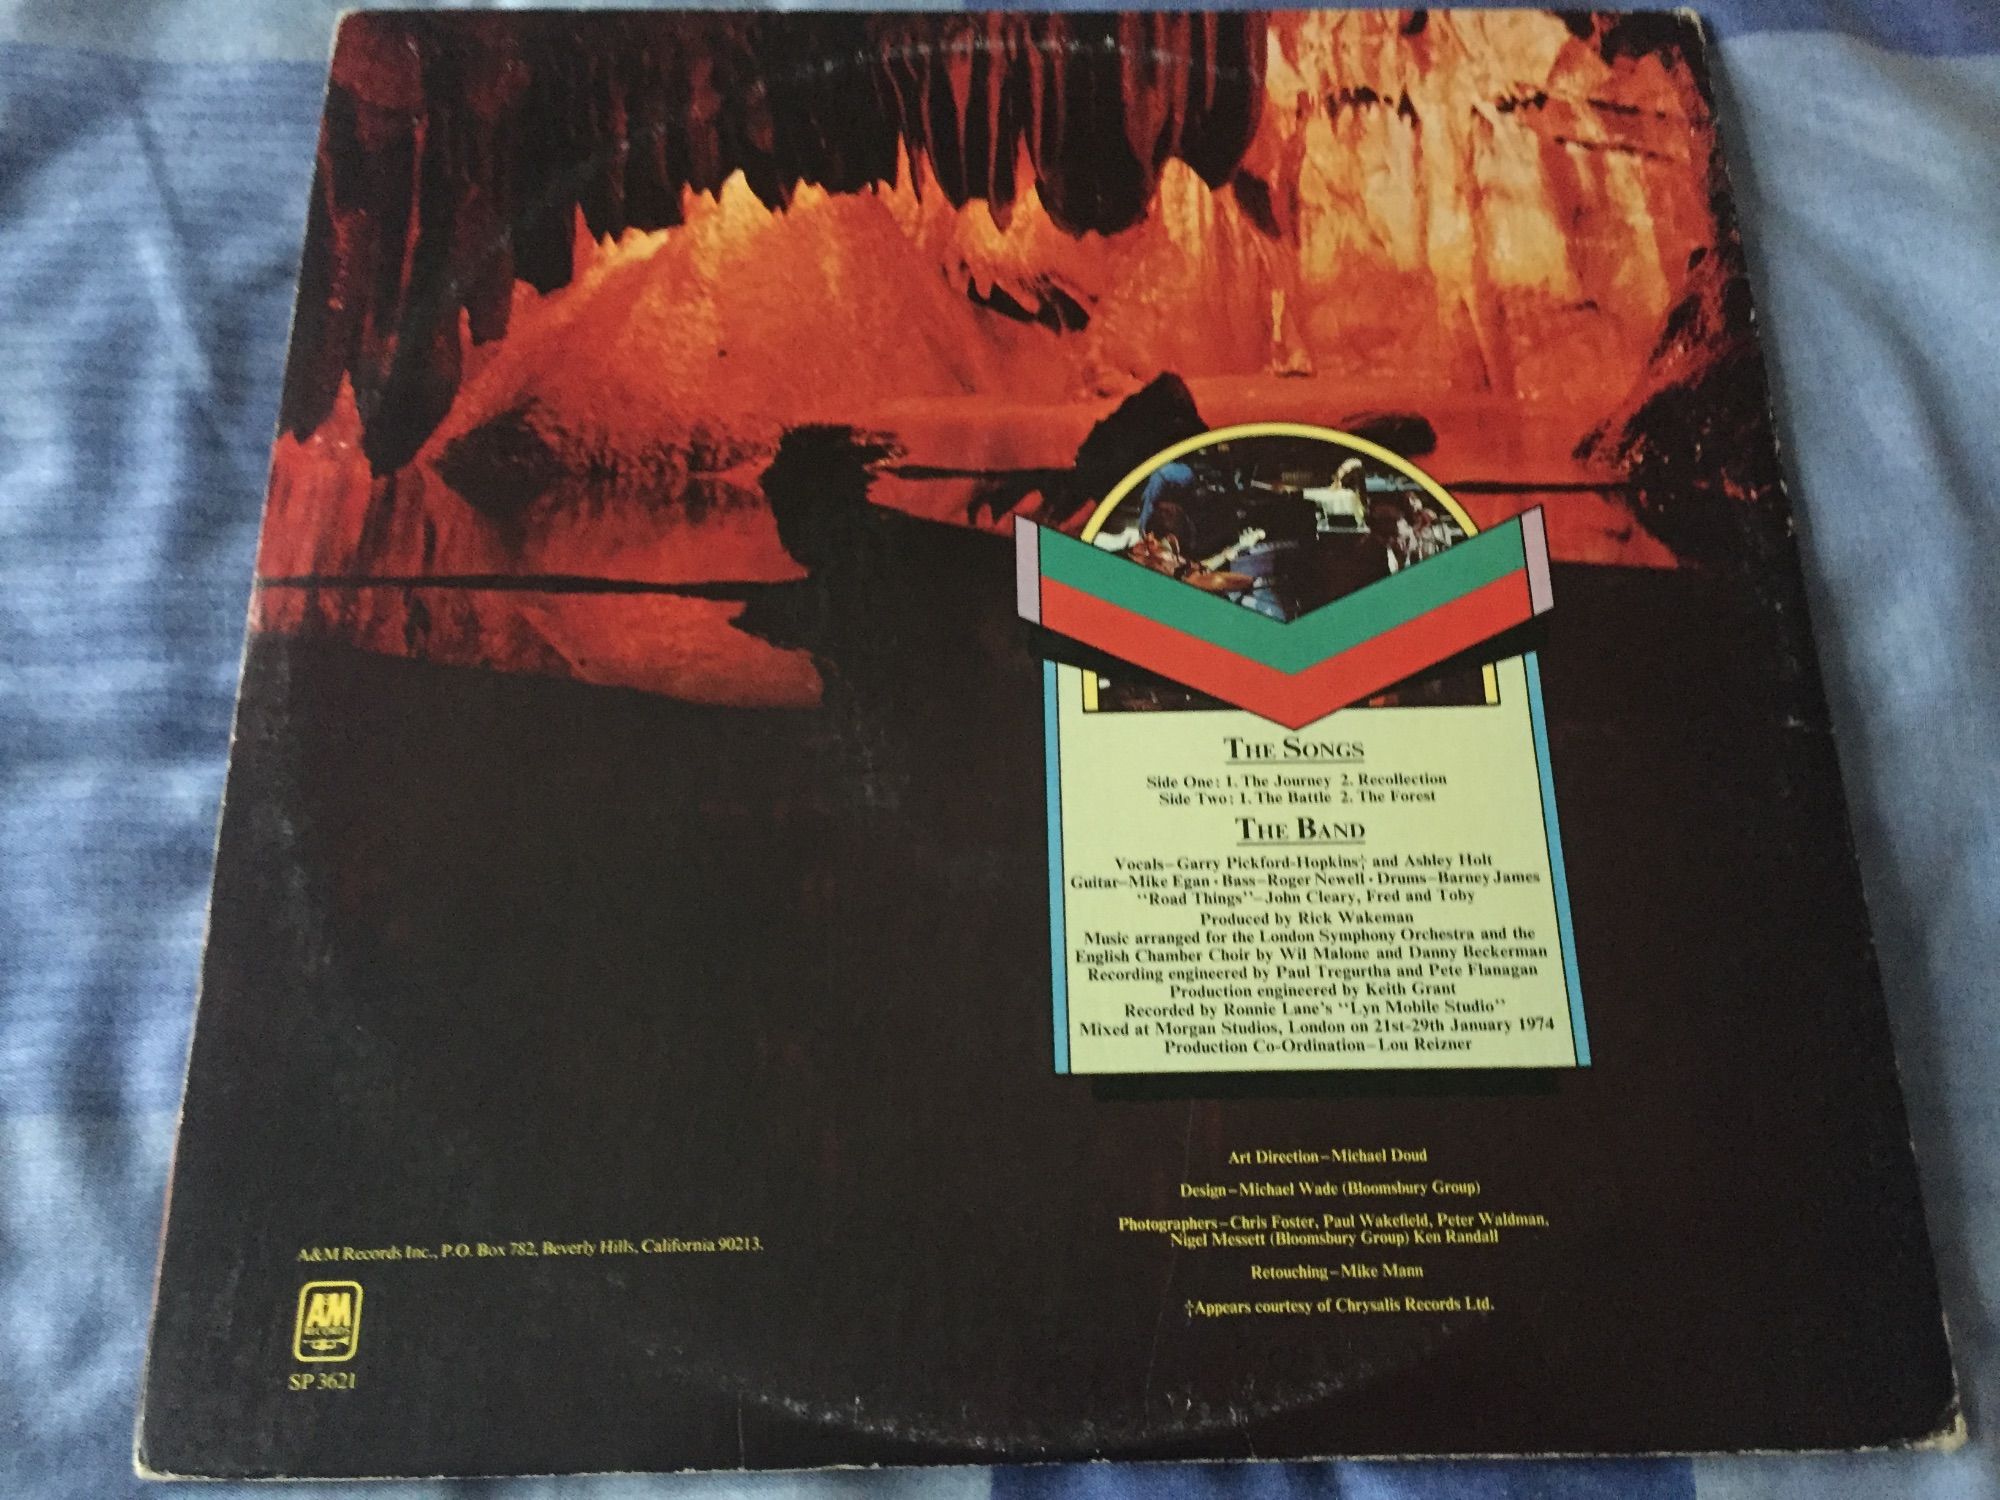 THE SONGS
Side One: 1. The Journey 2. Recollection
Side Two: 1. The Battle 2. The Forest
THE BAND
Vocals–Garry Pickford-Hopkins† and Ashley Holt
Guitar–Mike Egan · Bass–Roger Newell · Drums–Barney James
"Road Things"–John Cleary, Fred and Toby
Produced by Rick Wakeman
Music arranged for the London Symphony Orchestra and the
English Chamber Choir by Wil Malone and Danny Beckerman
Recording engineered by Paul Tregurtha and Pete Flanagan
Production engineered by Keith Grant
Recorded by Ronnie Lane's "Lyn Mobile Studio"
Mixed at Morgan Studios, London on 21st-29th January 1974
Production Co-Ordination–Lou Reizner
Art Direction–Michael Doud
Design–Michael Wade (Bloomsbury Group)
Photographers–Chris Foster, Paul Wakefield, Peter Waldman,
Nigel Messett (Bloomsbury Group) Ken Randall
Retouching–Mike Mann
†Appears courtesy of Chrysalis Records Ltd.
A&M Records Inc., P.O. Box 782, Beverly Hills, California 90213.
A&M
RECORDS
SP 3621